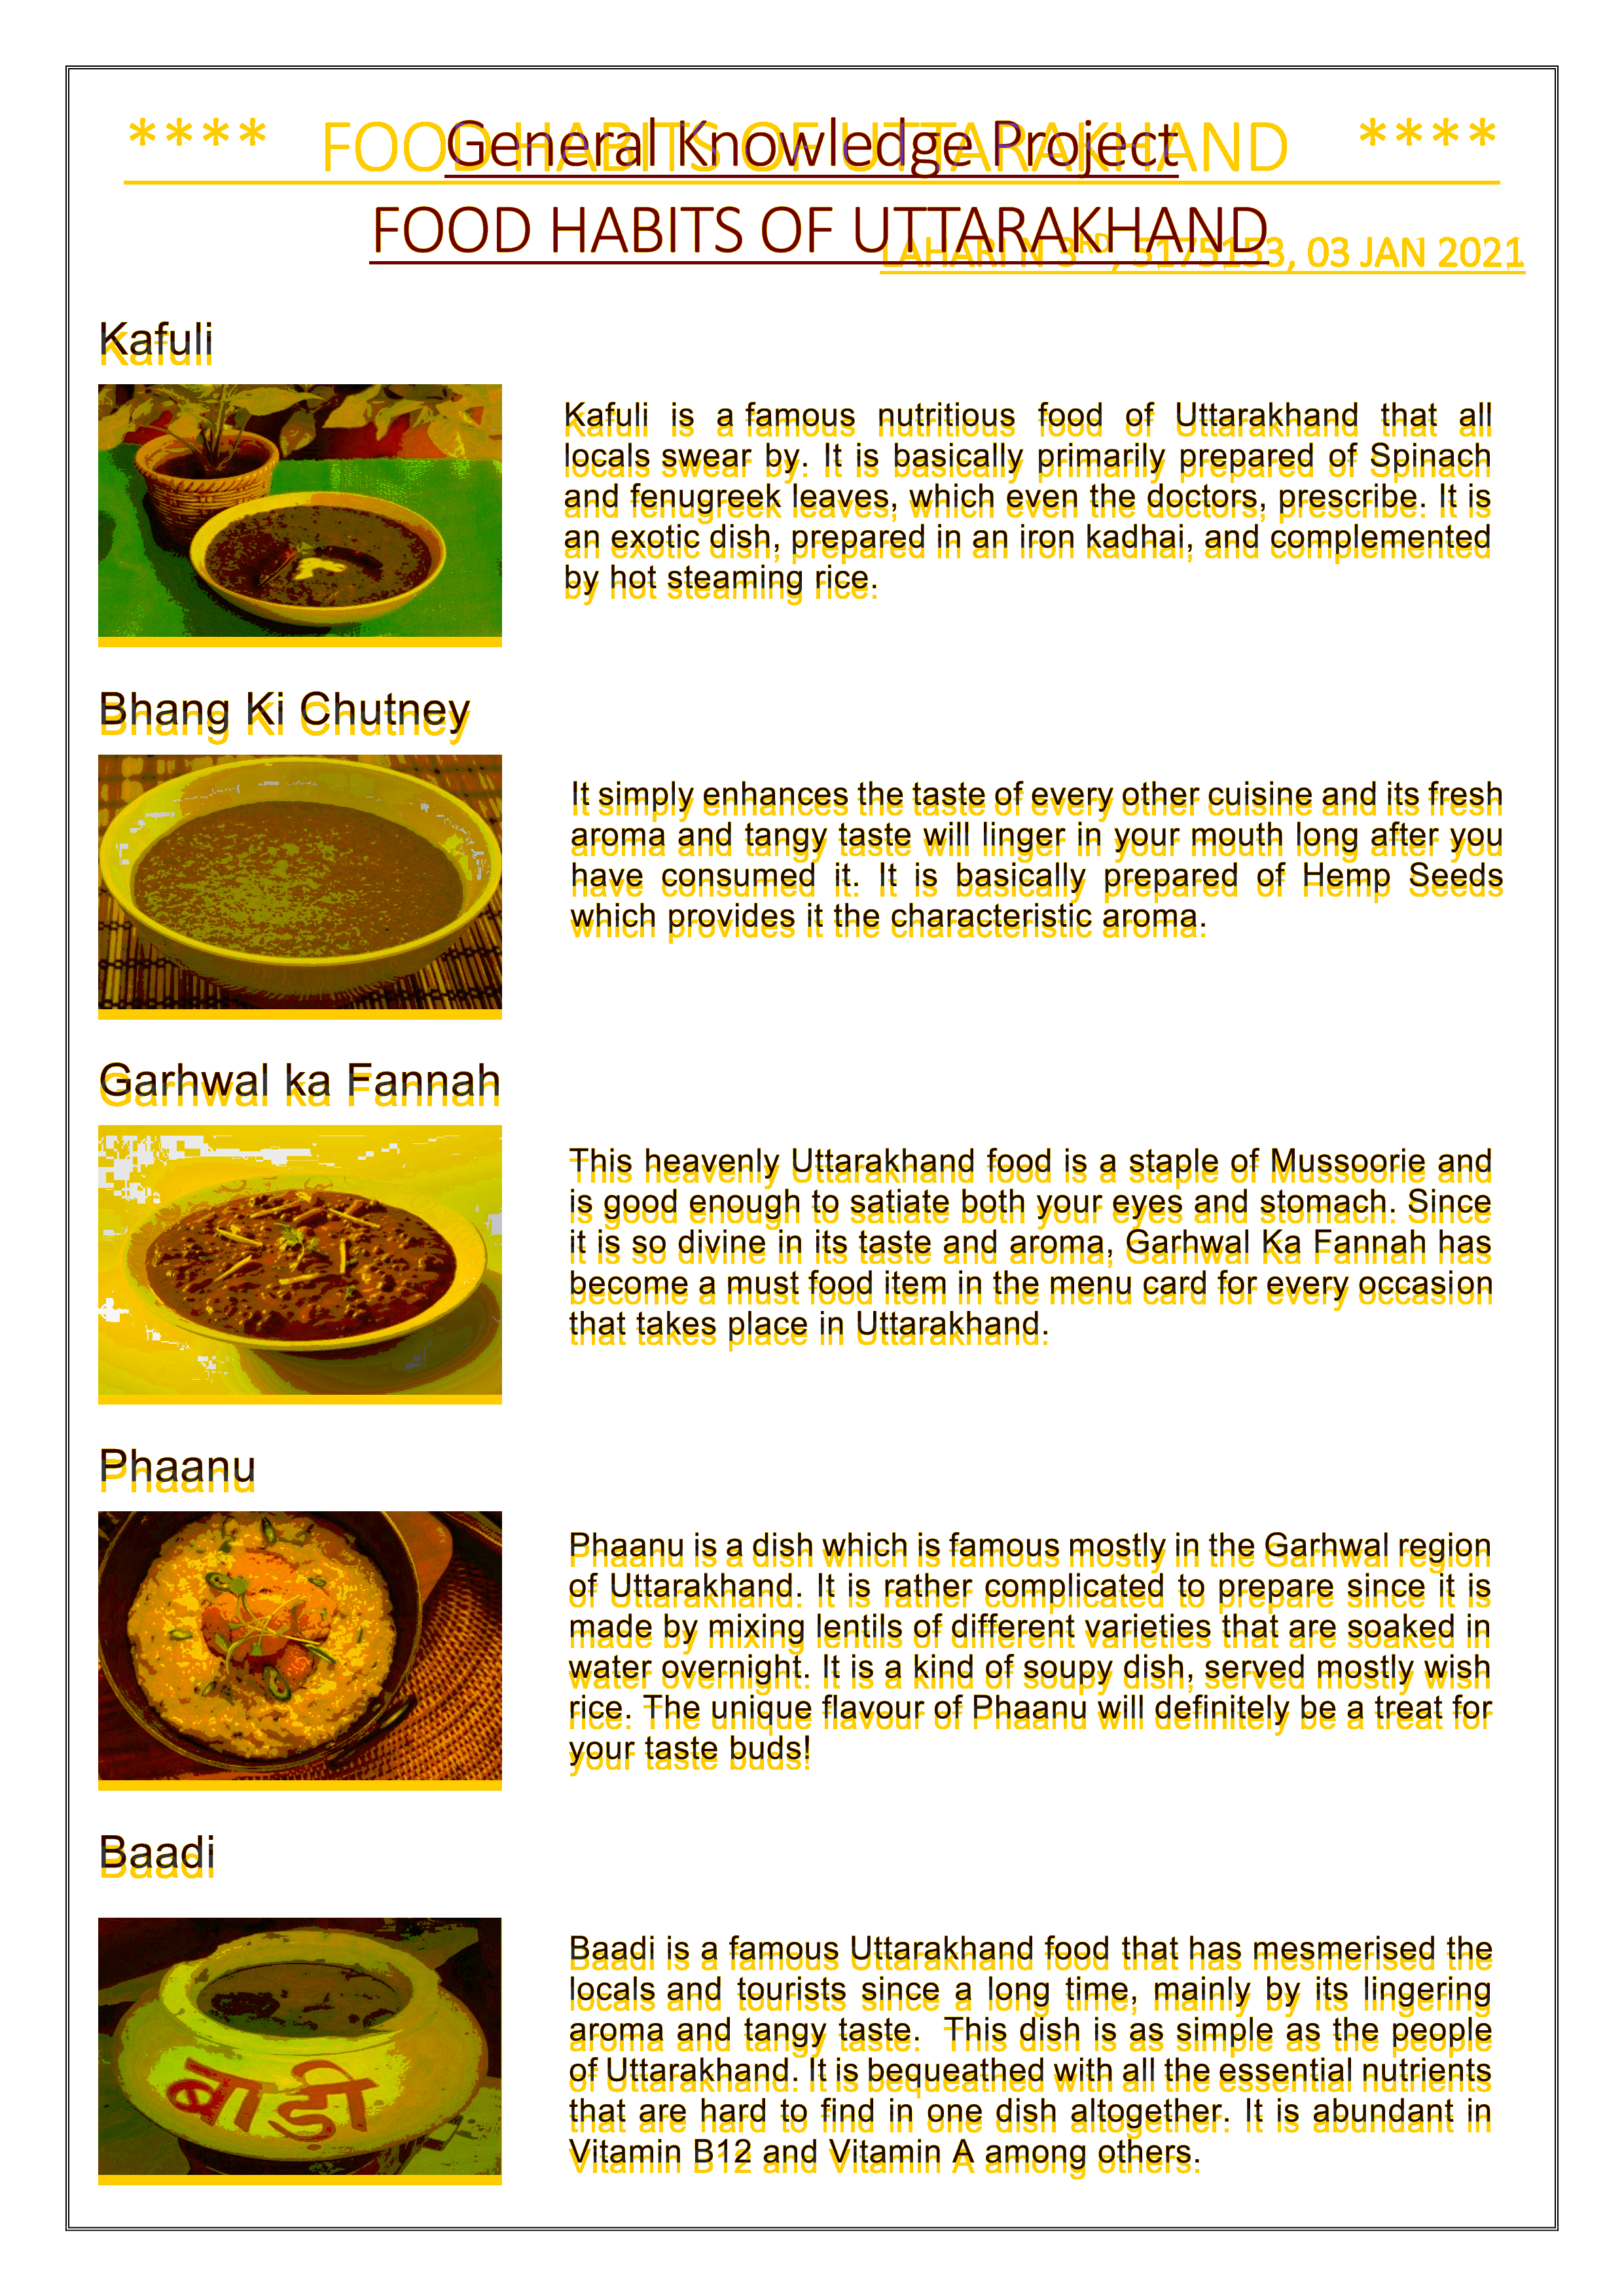 **** FOOD HABITS OF UTTARAKHAND ****
General Knowledge Project
FOOD HABITS OF UTTARAKHAND
LAHARI N 3RD, 5175153, 03 JAN 2021
Kafuli
Kafuli is a famous nutritious food of Uttarakhand that all
locals swear by. It is basically primarily prepared of Spinach
and fenugreek leaves, which even the doctors, prescribe. It is
an exotic dish, prepared in an iron kadhai, and complemented
by hot steaming rice.
Bhang Ki Chutney
It simply enhances the taste of every other cuisine and its fresh
aroma and tangy taste will linger in your mouth long after you
have consumed it. It is basically prepared of Hemp Seeds
which provides it the characteristic aroma.
Garhwal ka Fannah
This heavenly Uttarakhand food is a staple of Mussoorie and
is good enough to satiate both your eyes and stomach. Since
it is so divine in its taste and aroma, Garhwal Ka Fannah has
become a must food item in the menu card for every occasion
that takes place in Uttarakhand.
Phaanu
Phaanu is a dish which is famous mostly in the Garhwal region
of Uttarakhand. It is rather complicated to prepare since it is
made by mixing lentils of different varieties that are soaked in
water overnight. It is a kind of soupy dish, served mostly wish
rice. The unique flavour of Phaanu will definitely be a treat for
your taste buds!
Baadi
बाड़ी
Baadi is a famous Uttarakhand food that has mesmerised the
locals and tourists since a long time, mainly by its lingering
aroma and tangy taste. This dish is as simple as the people
of Uttarakhand. It is bequeathed with all the essential nutrients
that are hard to find in one dish altogether. It is abundant in
Vitamin B12 and Vitamin A among others.